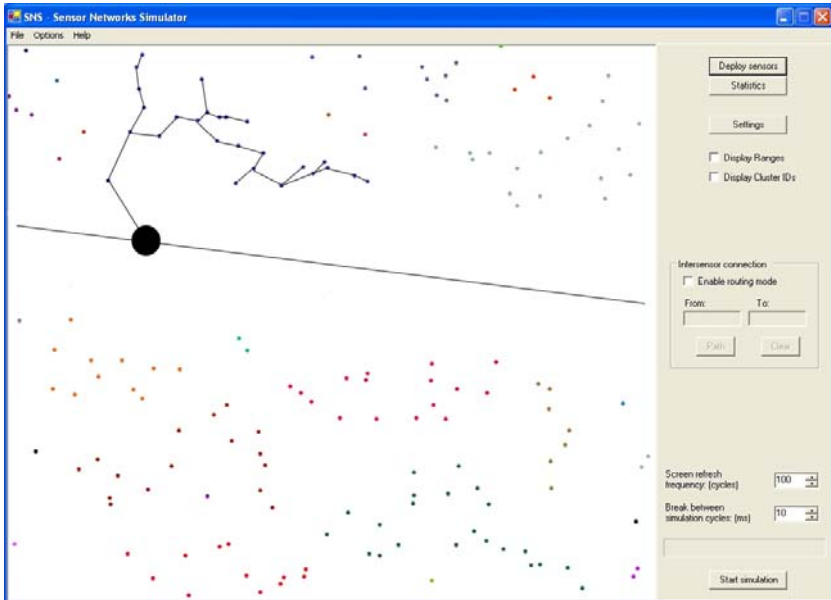 SNS - Sensor Networks Simulator
File Options Help
Deploy sensors
Statistics
Settings
Display Ranges
Display Cluster IDs
Intersensor connection
Enable routing mode
From: To:
Path Clear
Screen refresh
frequency: (cycles)
100
Break between
simulation cycles: (ms)
10
Start simulation